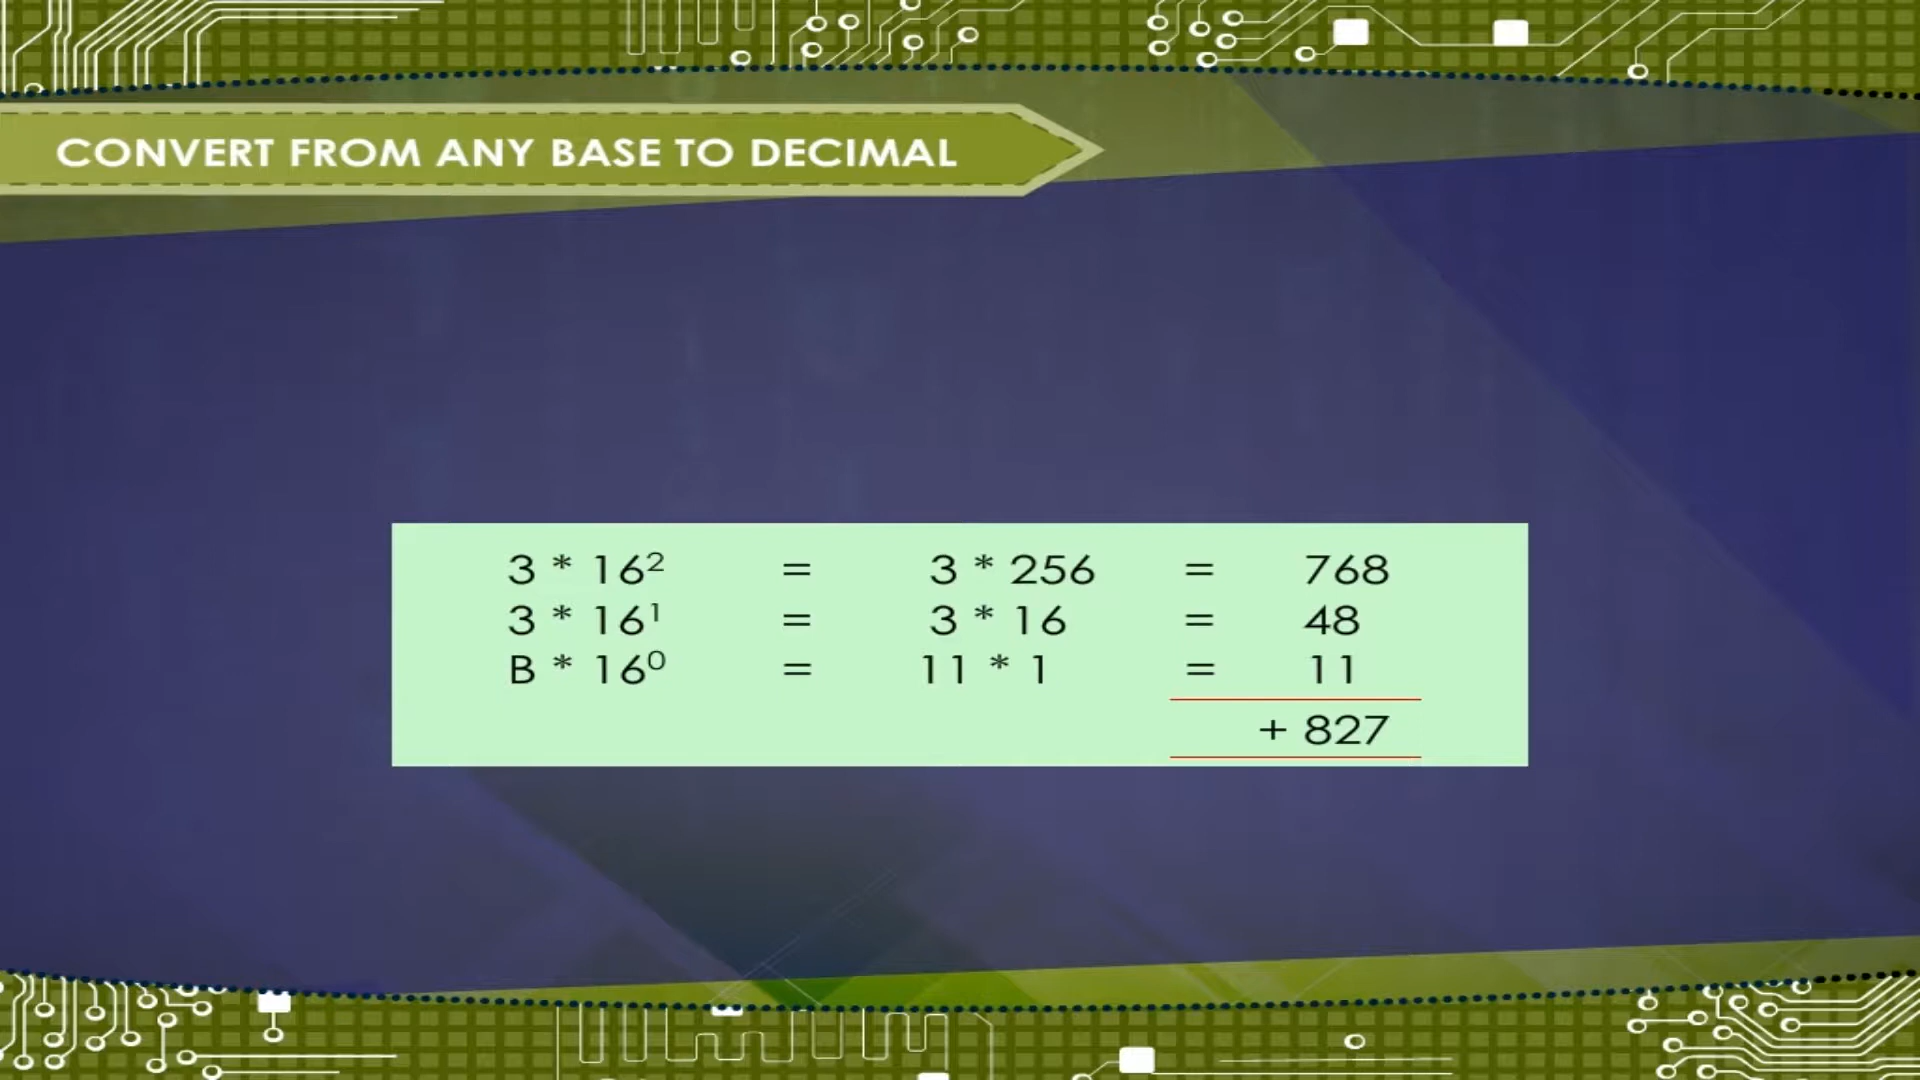 CONVERT FROM ANY BASE TO DECIMAL
3 * 16² = 3 * 256 = 768
3 * 16¹ = 3 * 16 = 48
B * 16⁰ = 11 * 1 = 11
+ 827